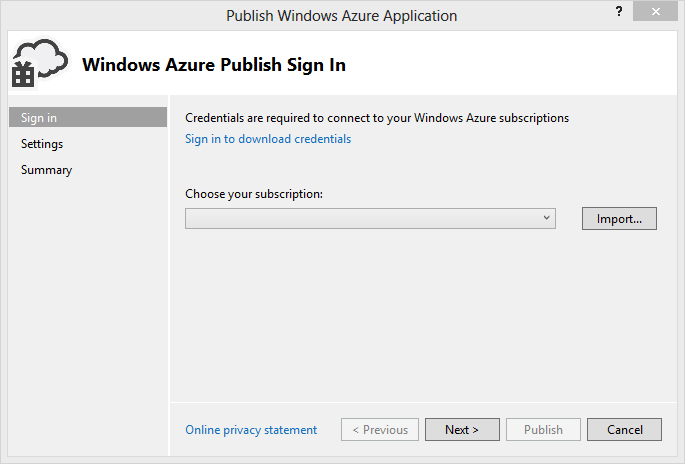 Publish Windows Azure Application
?
Windows Azure Publish Sign In
Sign in
Settings
Summary
Credentials are required to connect to your Windows Azure subscriptions
Sign in to download credentials
Choose your subscription:
Import...
Online privacy statement
< Previous
Next >
Publish
Cancel